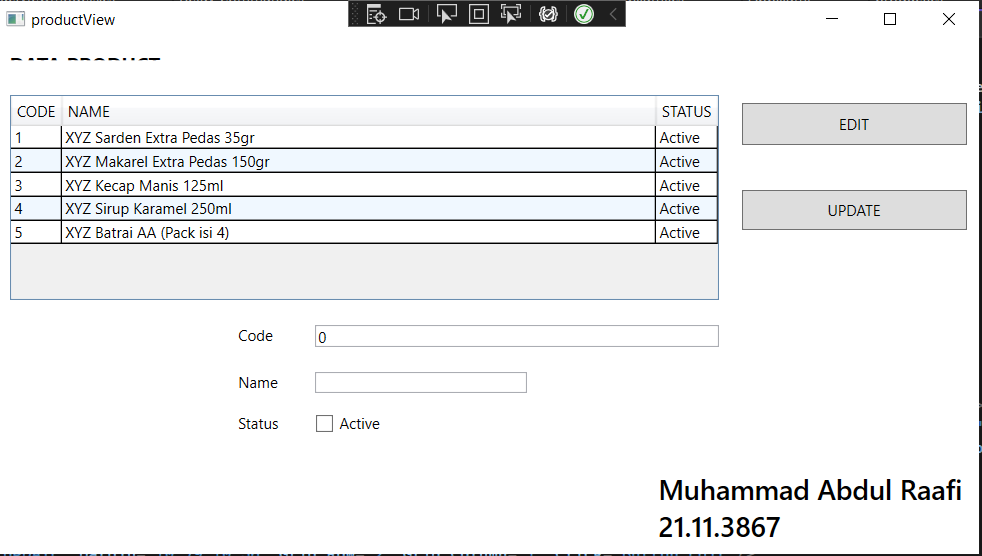 productView
DATA PRODUCT
CODE NAME STATUS
1 XYZ Sarden Extra Pedas 35gr Active
2 XYZ Makarel Extra Pedas 150gr Active
3 XYZ Kecap Manis 125ml Active
4 XYZ Sirup Karamel 250ml Active
5 XYZ Batrai AA (Pack isi 4) Active
EDIT
UPDATE
Code 0
Name
Status Active
Muhammad Abdul Raafi
21.11.3867